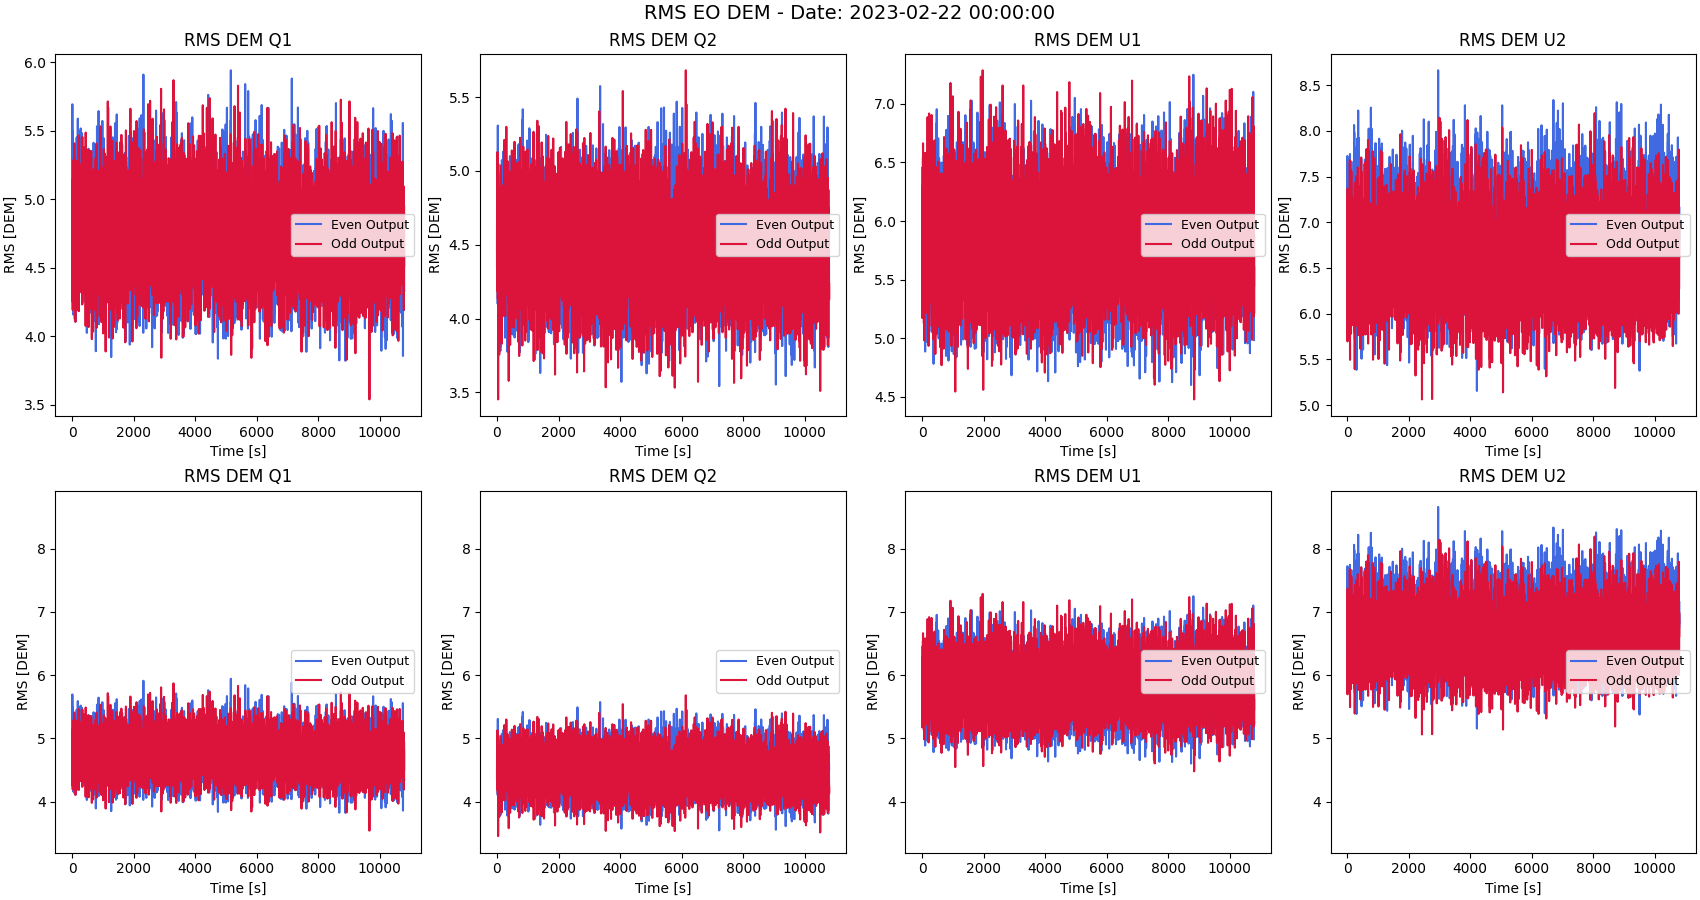 RMS EO DEM - Date: 2023-02-22 00:00:00
RMS DEM Q1
RMS [DEM]
6.0
5.5
5.0
4.5
4.0
3.5
Even Output
Odd Output
0 2000 4000 6000 8000 10000
Time [s]
RMS DEM Q2
RMS [DEM]
5.5
5.0
4.5
4.0
3.5
Even Output
Odd Output
0 2000 4000 6000 8000 10000
Time [s]
RMS DEM U1
RMS [DEM]
7.0
6.5
6.0
5.5
5.0
4.5
Even Output
Odd Output
0 2000 4000 6000 8000 10000
Time [s]
RMS DEM U2
RMS [DEM]
8.5
8.0
7.5
7.0
6.5
6.0
5.5
5.0
Even Output
Odd Output
0 2000 4000 6000 8000 10000
Time [s]
RMS DEM Q1
RMS [DEM]
8
7
6
5
4
Even Output
Odd Output
0 2000 4000 6000 8000 10000
Time [s]
RMS DEM Q2
RMS [DEM]
8
7
6
5
4
Even Output
Odd Output
0 2000 4000 6000 8000 10000
Time [s]
RMS DEM U1
RMS [DEM]
8
7
6
5
4
Even Output
Odd Output
0 2000 4000 6000 8000 10000
Time [s]
RMS DEM U2
RMS [DEM]
8
7
6
5
4
Even Output
Odd Output
0 2000 4000 6000 8000 10000
Time [s]